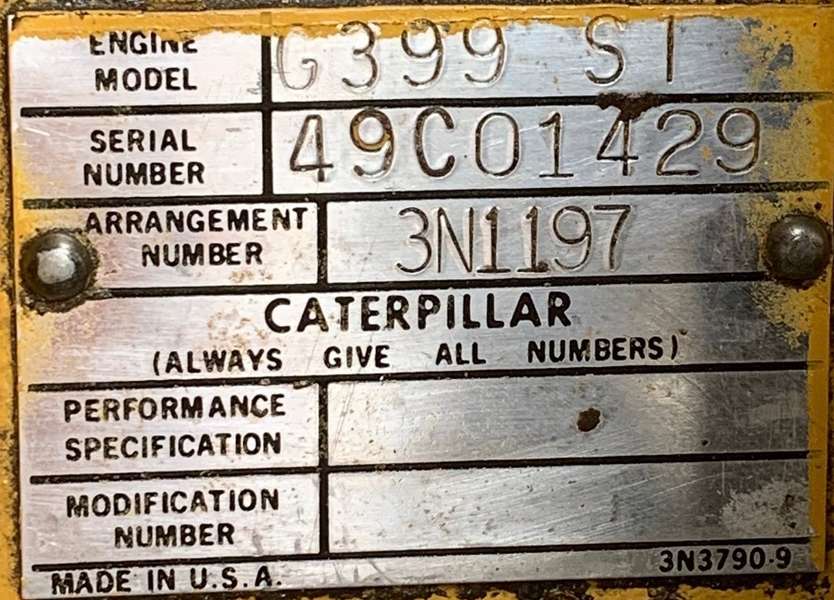 ENGINE
MODEL
G399 SI
SERIAL
NUMBER
49C01429
ARRANGEMENT
NUMBER
3N1197
CATERPILLAR
(ALWAYS GIVE ALL NUMBERS)
PERFORMANCE
SPECIFICATION
MODIFICATION
NUMBER
MADE IN U.S.A.
3N3790-9